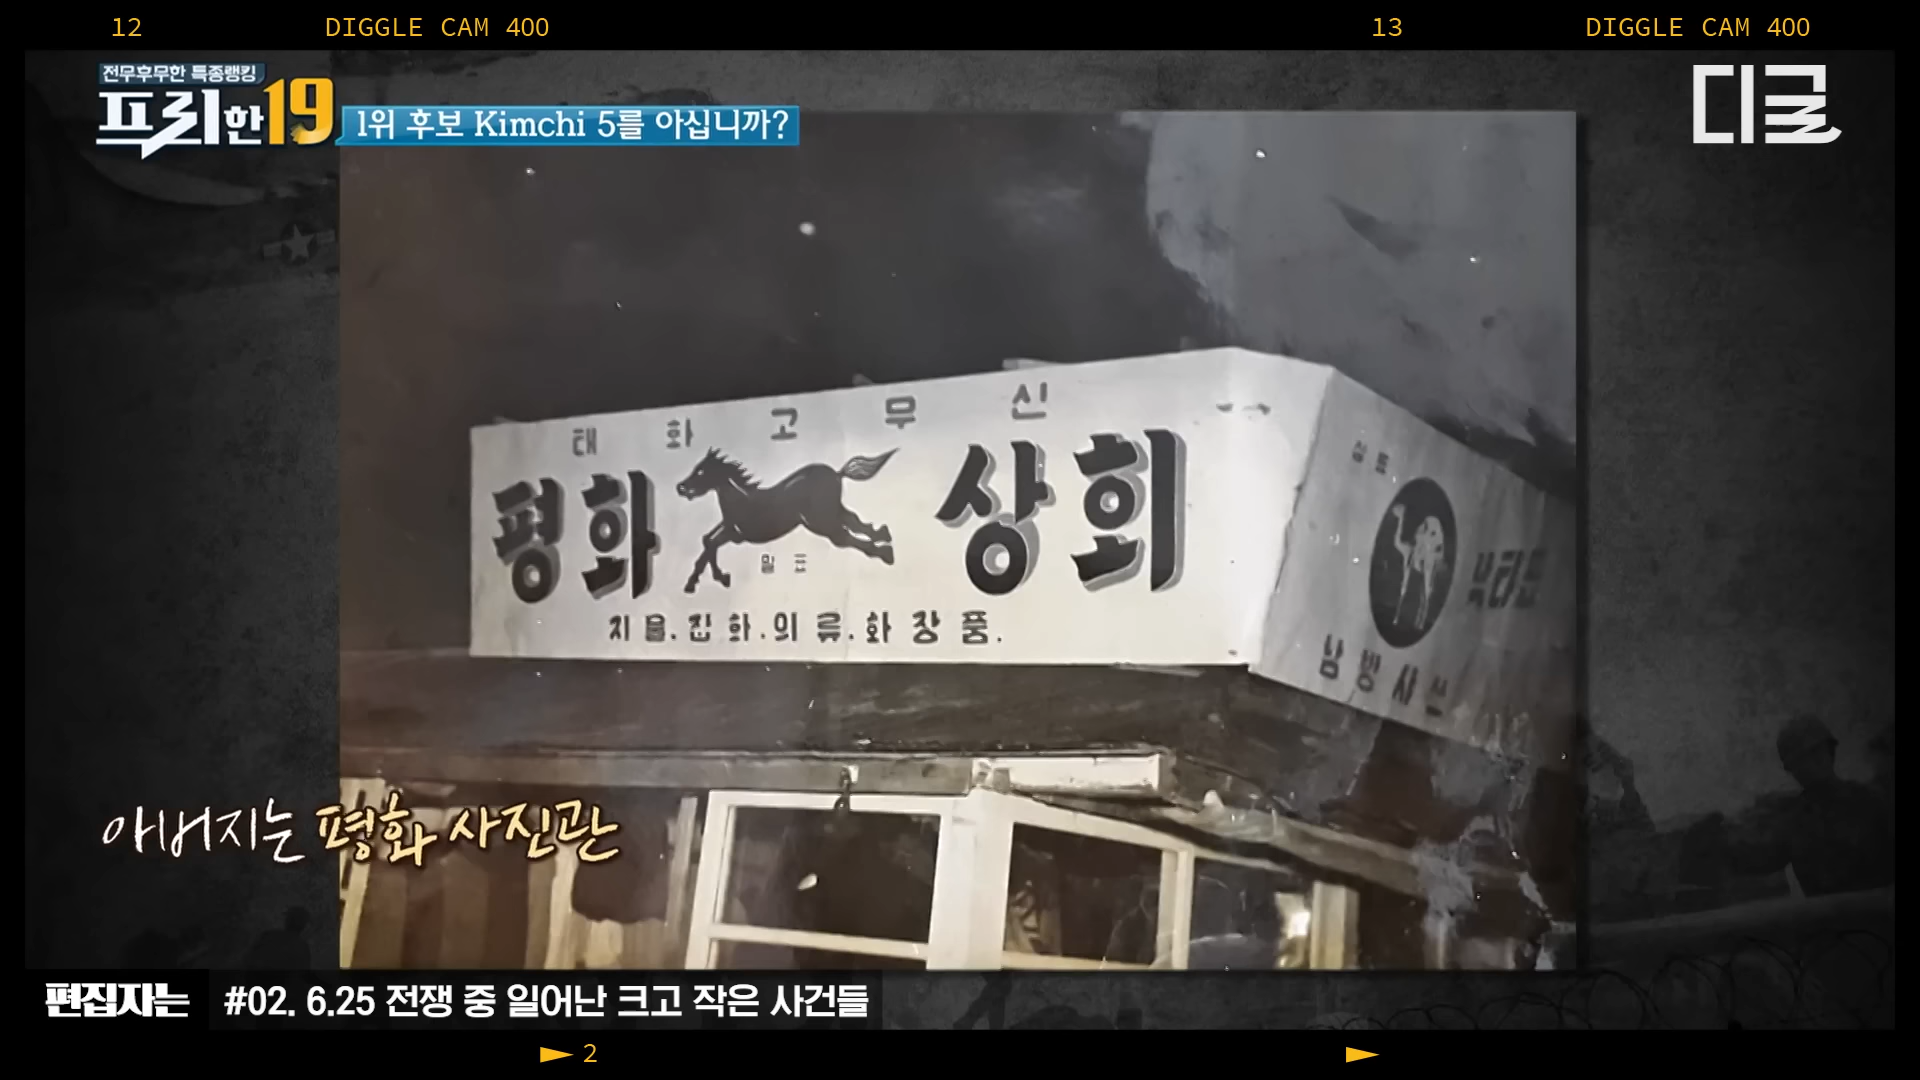 12 DIGGLE CAM 400 13 DIGGLE CAM 400
전무후무한 특종랭킹
프리한19
1위 후보 Kimchi 5를 아십니까?
디글
태 화 고 무 신
평화 상회
말 표
지물.잡화.의류.화장품.
남방샤쓰
아버지는 평화 사진관
편집자는 #02. 6.25 전쟁 중 일어난 크고 작은 사건들
2